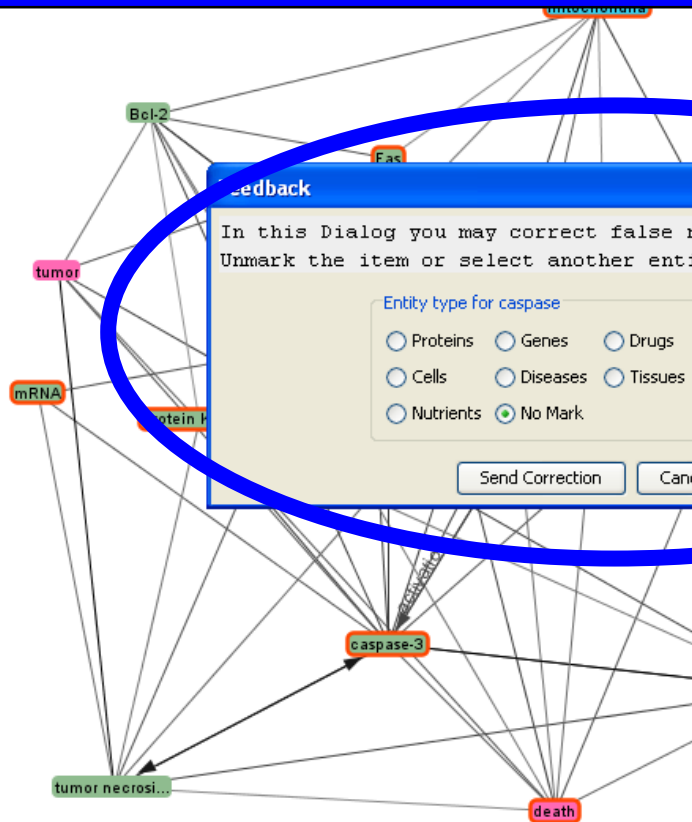 mitochondria
Bcl-2
Fas
Feedback
In this Dialog you may correct false
Unmark the item or select another
tumor
Entity type for caspase
Proteins Genes Drugs
Cells Diseases Tissues
mRNA
Nutrients No Mark
Send Correction
activatio
caspase-3
tumor necrosi...
death